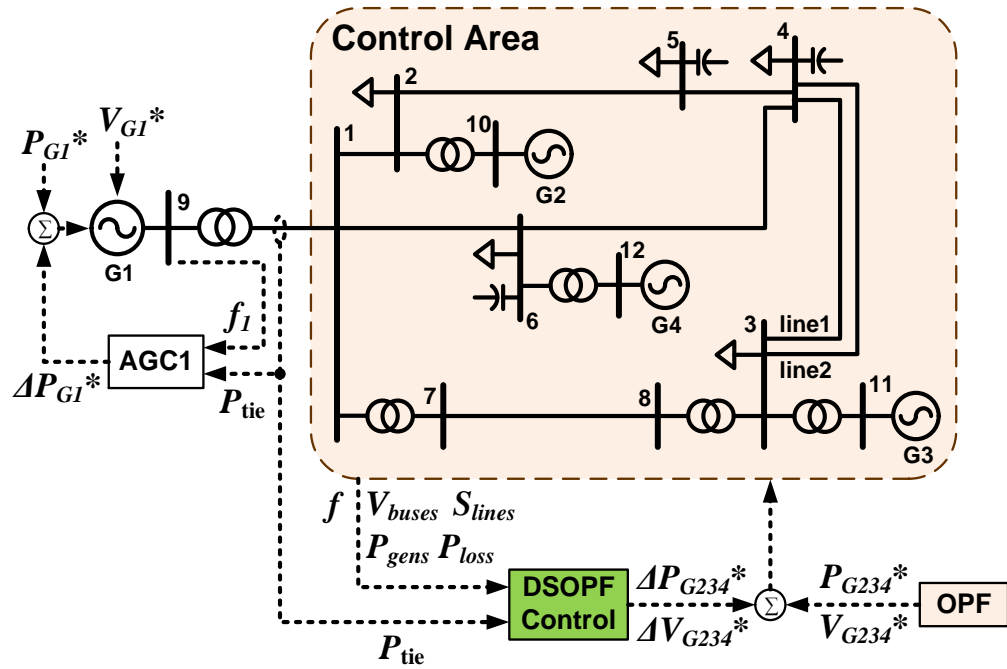 Control Area
5
4
2
V_G1*
1
10
P_G1*
9
G2
Σ
12
G1
6
G4
3
line1
f_1
AGC1
line2
ΔP_G1*
P_tie
7
8
11
G3
f
V_buses S_lines
P_gens P_loss
DSOPF
Control
ΔP_G234*
ΔV_G234*
Σ
P_G234*
V_G234*
OPF
P_tie